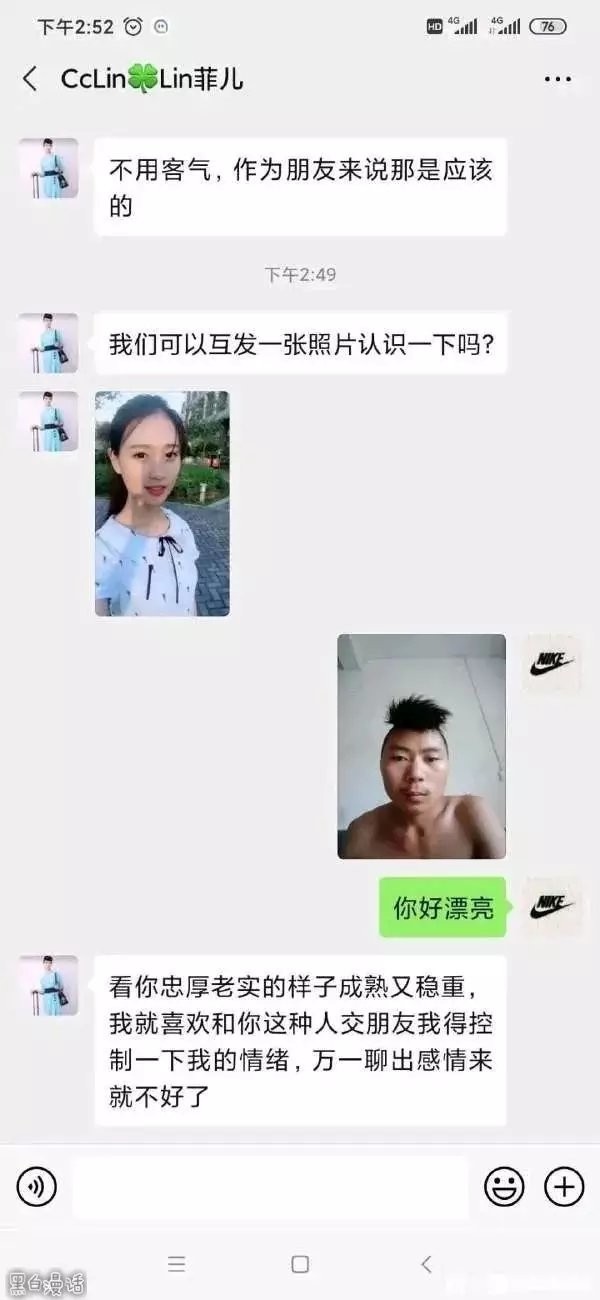 下午2:52
HD 4G 4G 76
CcLin🍀Lin菲儿
不用客气，作为朋友来说那是应该
的
下午2:49
我们可以互发一张照片认识一下吗?
NIKE
你好漂亮
NIKE
看你忠厚老实的样子成熟又稳重，
我就喜欢和你这种人交朋友我得控
制一下我的情绪，万一聊出感情来
就不好了
黑白漫话